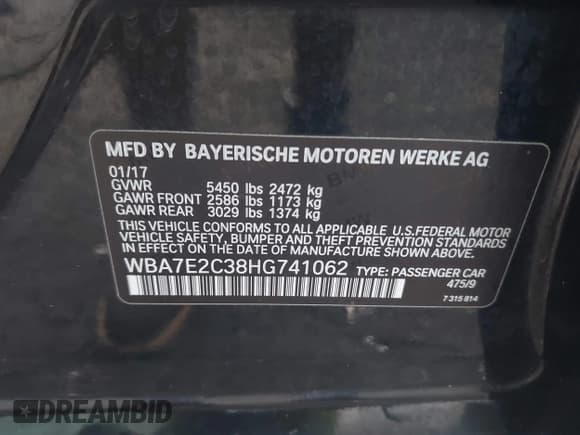 MFD BY BAYERISCHE MOTOREN WERKE AG
01/17
GVWR 5450 lbs 2472 kg
GAWR FRONT 2586 lbs 1173 kg
GAWR REAR 3029 lbs 1374 kg
THIS VEHICLE CONFORMS TO ALL APPLICABLE U.S.FEDERAL MOTOR
VEHICLE SAFETY, BUMPER AND THEFT PREVENTION STANDARDS
IN EFFECT ON THE DATE OF MANUFACTURE SHOWN ABOVE.
WBA7E2C38HG741062 TYPE: PASSENGER CAR
475/9
7 315 814
DREAMBID